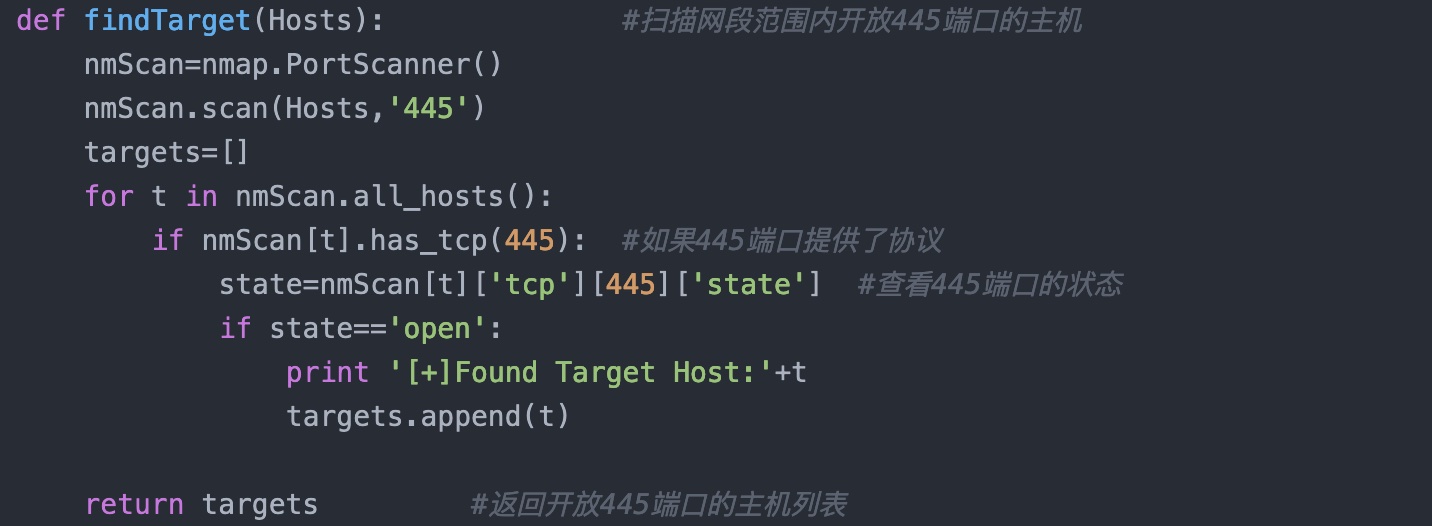 def findTarget(Hosts):              #扫描网段范围内开放445端口的主机
    nmScan=nmap.PortScanner()
    nmScan.scan(Hosts,'445')
    targets=[]
    for t in nmScan.all_hosts():
        if nmScan[t].has_tcp(445):  #如果445端口提供了协议
            state=nmScan[t]['tcp'][445]['state']  #查看445端口的状态
            if state=='open':
                print '[+]Found Target Host:'+t
                targets.append(t)

    return targets         #返回开放445端口的主机列表